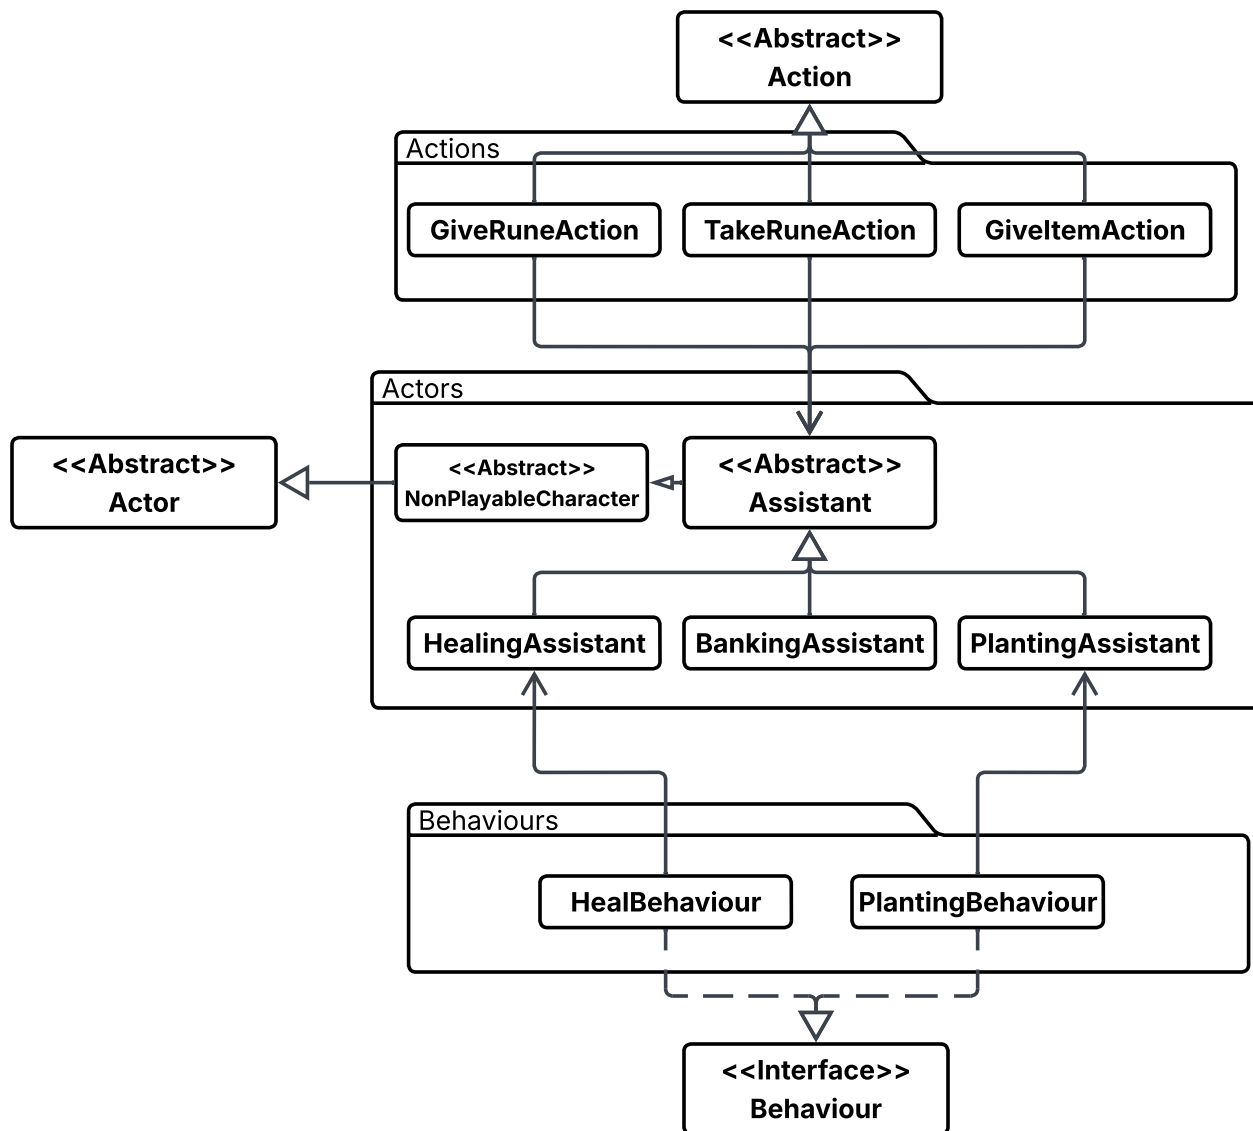 <<Abstract>>
Action
Actions
GiveRuneAction
TakeRuneAction
GiveItemAction
Actors
<<Abstract>>
Actor
<<Abstract>>
NonPlayableCharacter
<<Abstract>>
Assistant
HealingAssistant
BankingAssistant
PlantingAssistant
Behaviours
HealBehaviour
PlantingBehaviour
<<Interface>>
Behaviour